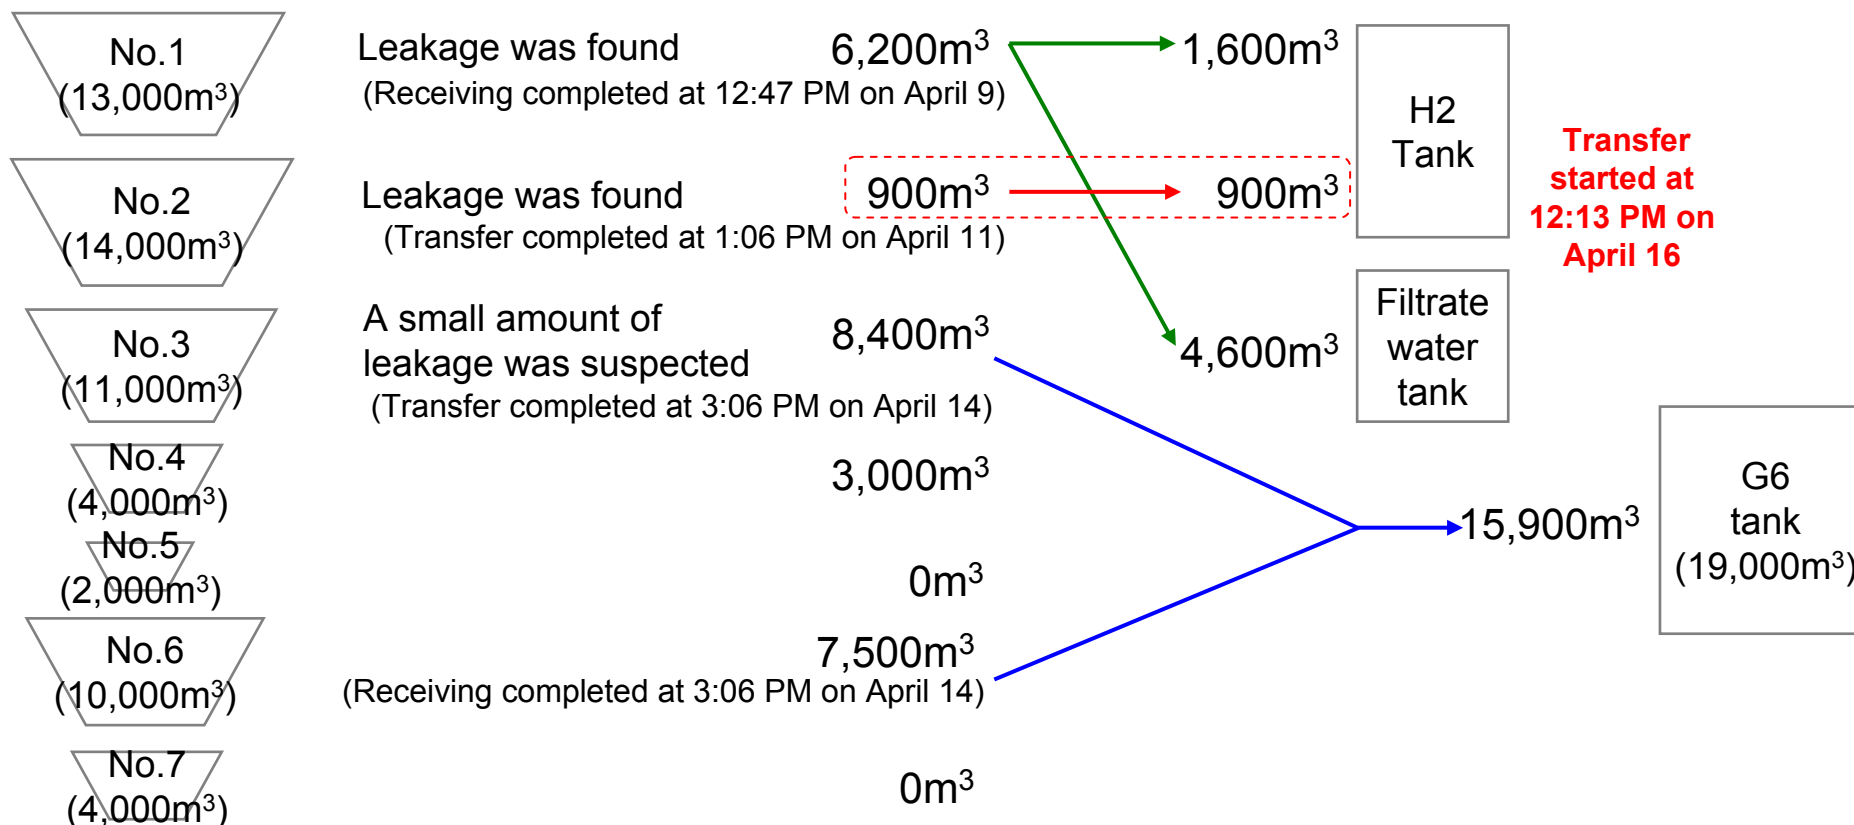 No.1
(13,000m³)
Leakage was found
6,200m³
1,600m³
(Receiving completed at 12:47 PM on April 9)
H2
Tank
Transfer
started at
12:13 PM on
April 16
No.2
(14,000m³)
Leakage was found
900m³
900m³
(Transfer completed at 1:06 PM on April 11)
No.3
(11,000m³)
A small amount of
leakage was suspected
8,400m³
4,600m³
(Transfer completed at 3:06 PM on April 14)
Filtrate
water
tank
No.4
(4,000m³)
3,000m³
15,900m³
G6
tank
(19,000m³)
No.5
(2,000m³)
0m³
No.6
(10,000m³)
7,500m³
(Receiving completed at 3:06 PM on April 14)
No.7
(4,000m³)
0m³